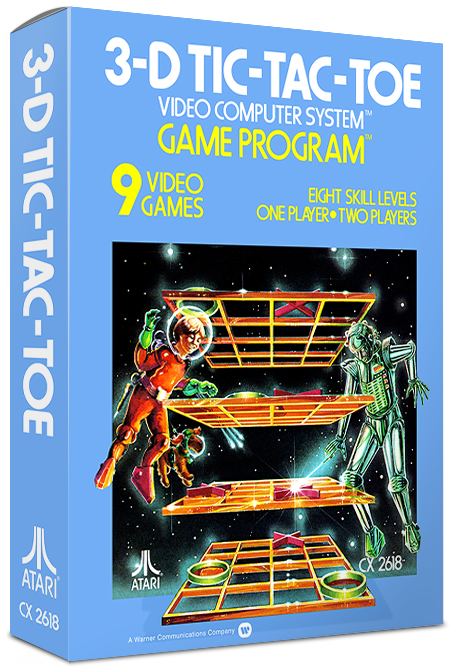 3-D TIC-TAC-TOE
ATARI®
CX 2618
3-D TIC-TAC-TOE
VIDEO COMPUTER SYSTEM™
GAME PROGRAM™
9 VIDEO
GAMES
EIGHT SKILL LEVELS
ONE PLAYER•TWO PLAYERS
ATARI®
CX 2618
A Warner Communications Company